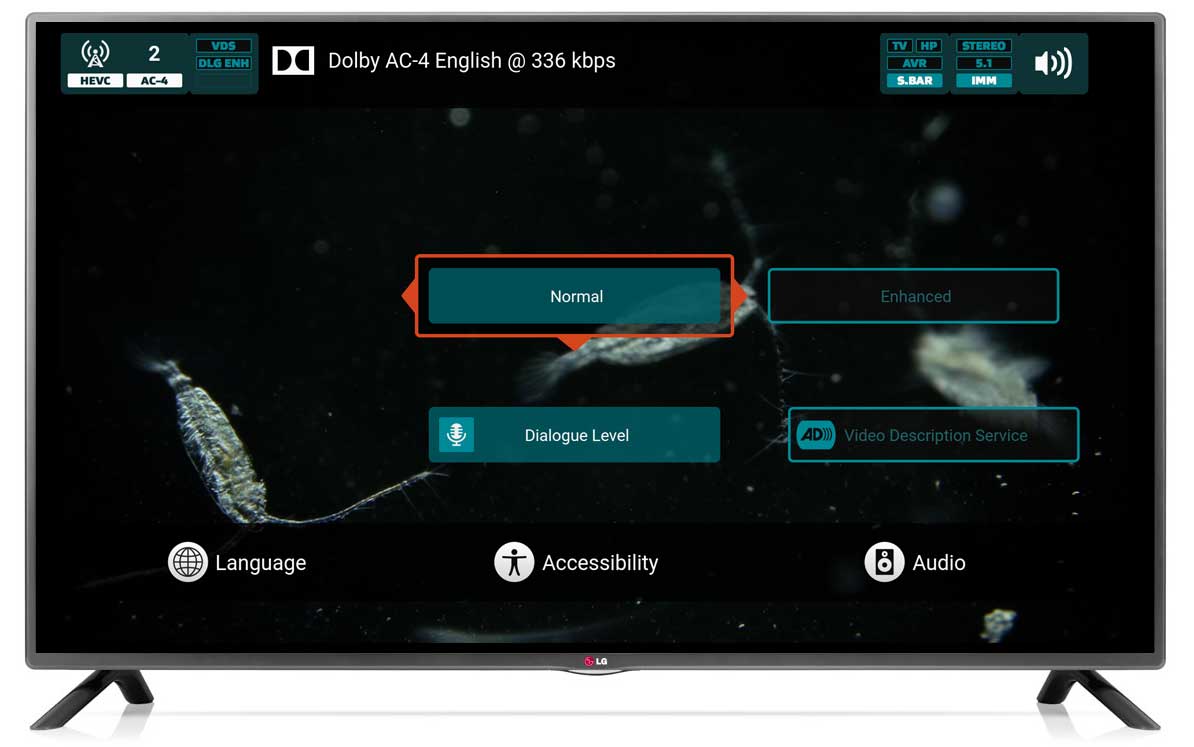 2
HEVC AC-4
VDS
DLG ENH
Dolby AC-4 English @ 336 kbps
TV HP
AVR
S.BAR
STEREO
5.1
IMM
Normal
Enhanced
Dialogue Level
AD Video Description Service
Language
Accessibility
Audio
LG